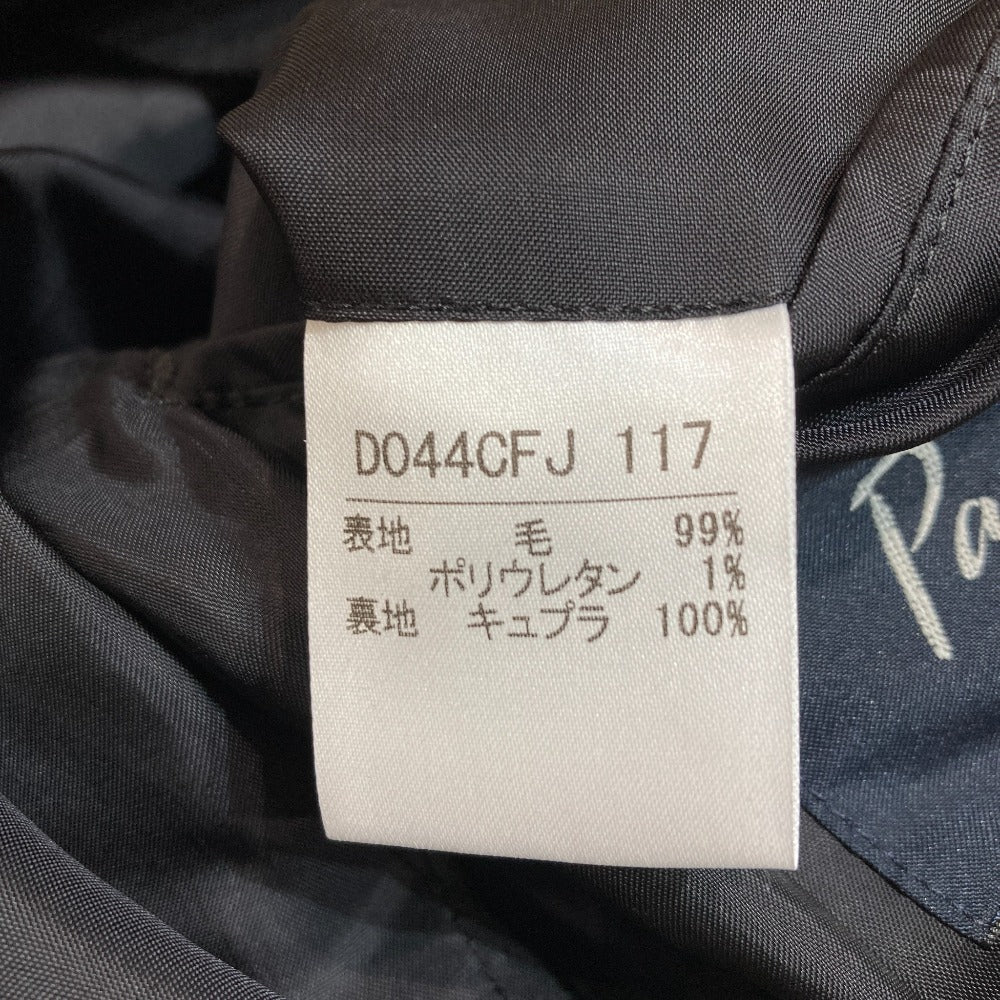 D044CFJ 117
表地 毛 99%
ポリウレタン 1%
裏地 キュプラ 100%
Pa